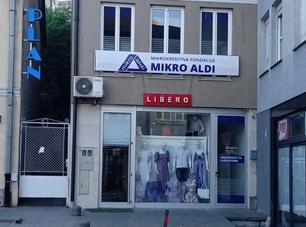 PLAN
MIKROKREDITNA FONDACIJA
MIKRO ALDI
LIBERO